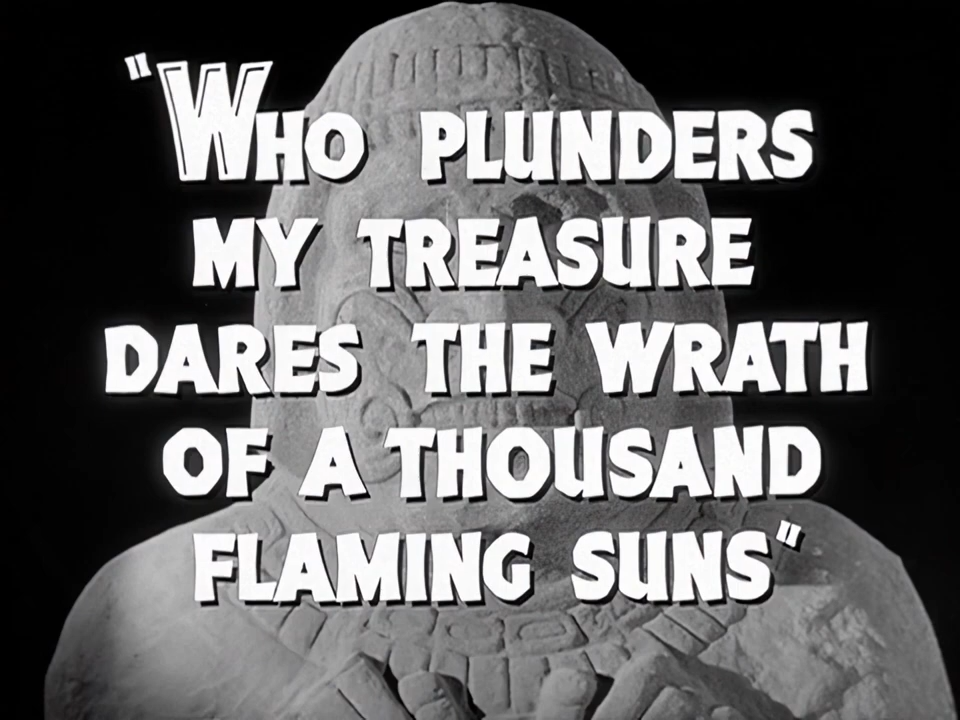 "WHO PLUNDERS
MY TREASURE
DARES THE WRATH
OF A THOUSAND
FLAMING SUNS"